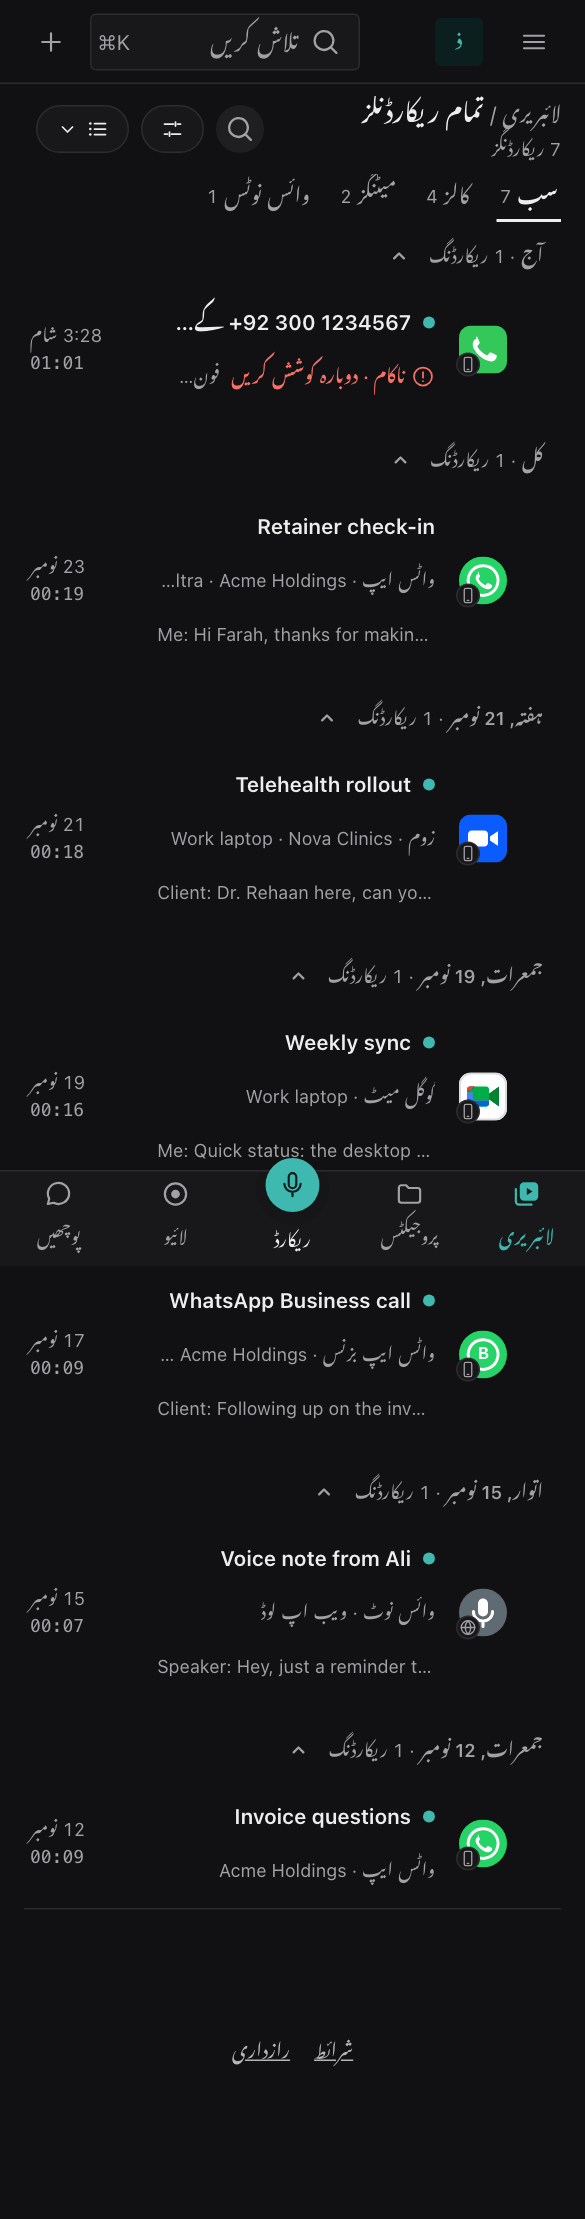 ذ
تلاش کریں ⌘K
لائبریری / تمام ریکارڈنگز
7 ریکارڈنگز
سب 7 کالز 4 میٹنگز 2 وائس نوٹس 1
آج · 1 ریکارڈنگ
+92 300 1234567 کے...
3:28 شام
ناکام · دوبارہ کوشش کریں فون...
01:01
کل · 1 ریکارڈنگ
Retainer check-in
23 نومبر
واٹس ایپ · Acme Holdings · Itra...
00:19
Me: Hi Farah, thanks for makin...
ہفتہ, 21 نومبر · 1 ریکارڈنگ
Telehealth rollout
21 نومبر
زوم · Work laptop · Nova Clinics
00:18
Client: Dr. Rehaan here, can yo...
جمعرات, 19 نومبر · 1 ریکارڈنگ
Weekly sync
19 نومبر
گوگل میٹ · Work laptop
00:16
Me: Quick status: the desktop ...
لائبریری پروجیکٹس ریکارڈ لائیو پوچھیں
WhatsApp Business call
17 نومبر
واٹس ایپ بزنس · Acme Holdings ...
00:09
Client: Following up on the inv...
اتوار, 15 نومبر · 1 ریکارڈنگ
Voice note from Ali
15 نومبر
وائس نوٹ · ویب اپ لوڈ
00:07
Speaker: Hey, just a reminder t...
جمعرات, 12 نومبر · 1 ریکارڈنگ
Invoice questions
12 نومبر
واٹس ایپ · Acme Holdings
00:09
شرائط رازداری